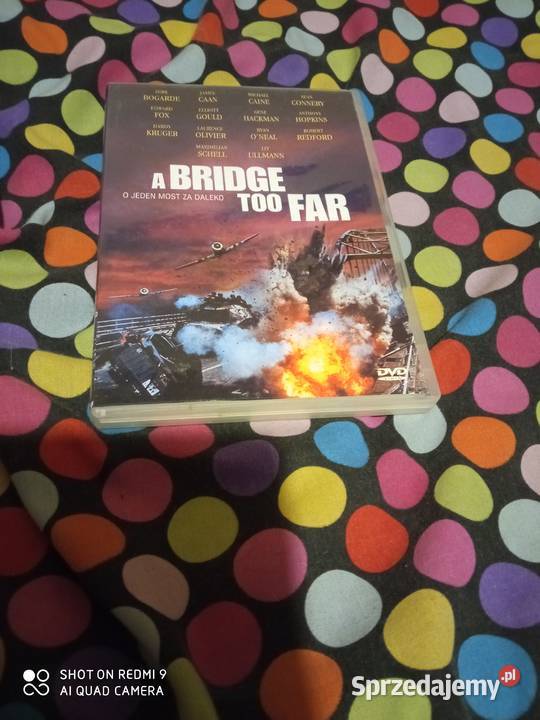 DIRK BOGARDE JAMES CAAN MICHAEL CAINE SEAN CONNERY
EDWARD FOX ELLIOTT GOULD GENE HACKMAN ANTHONY HOPKINS
HARDY KRUGER LAURENCE OLIVIER RYAN O'NEAL ROBERT REDFORD
MAXIMILIAN SCHELL LIV ULLMANN
A BRIDGE
O JEDEN MOST ZA DALEKO
TOO FAR
DVD
SHOT ON REDMI 9
AI QUAD CAMERA
Sprzedajemy.pl